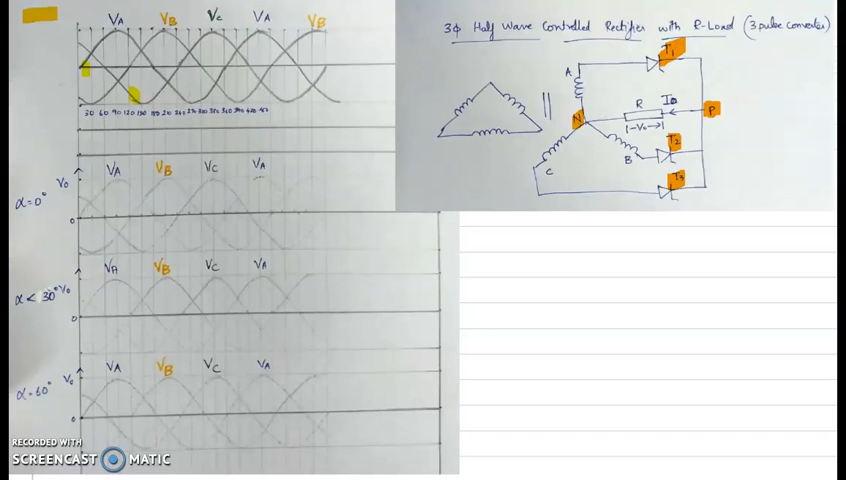 3Φ Half Wave Controlled Rectifier with R-Load (3 pulse converter)
VA VB VC VA VB
30 60 90 120 150
T1
A
R
Io
N
P
|-Vo→|
T2
B
C
T3
VA VB VC VA
Vo
α=0°
0
VA VB VC VA
Vo
α< 30°
0
VA VB VC VA
Vo
α=60°
0
RECORDED WITH
SCREENCAST MATIC